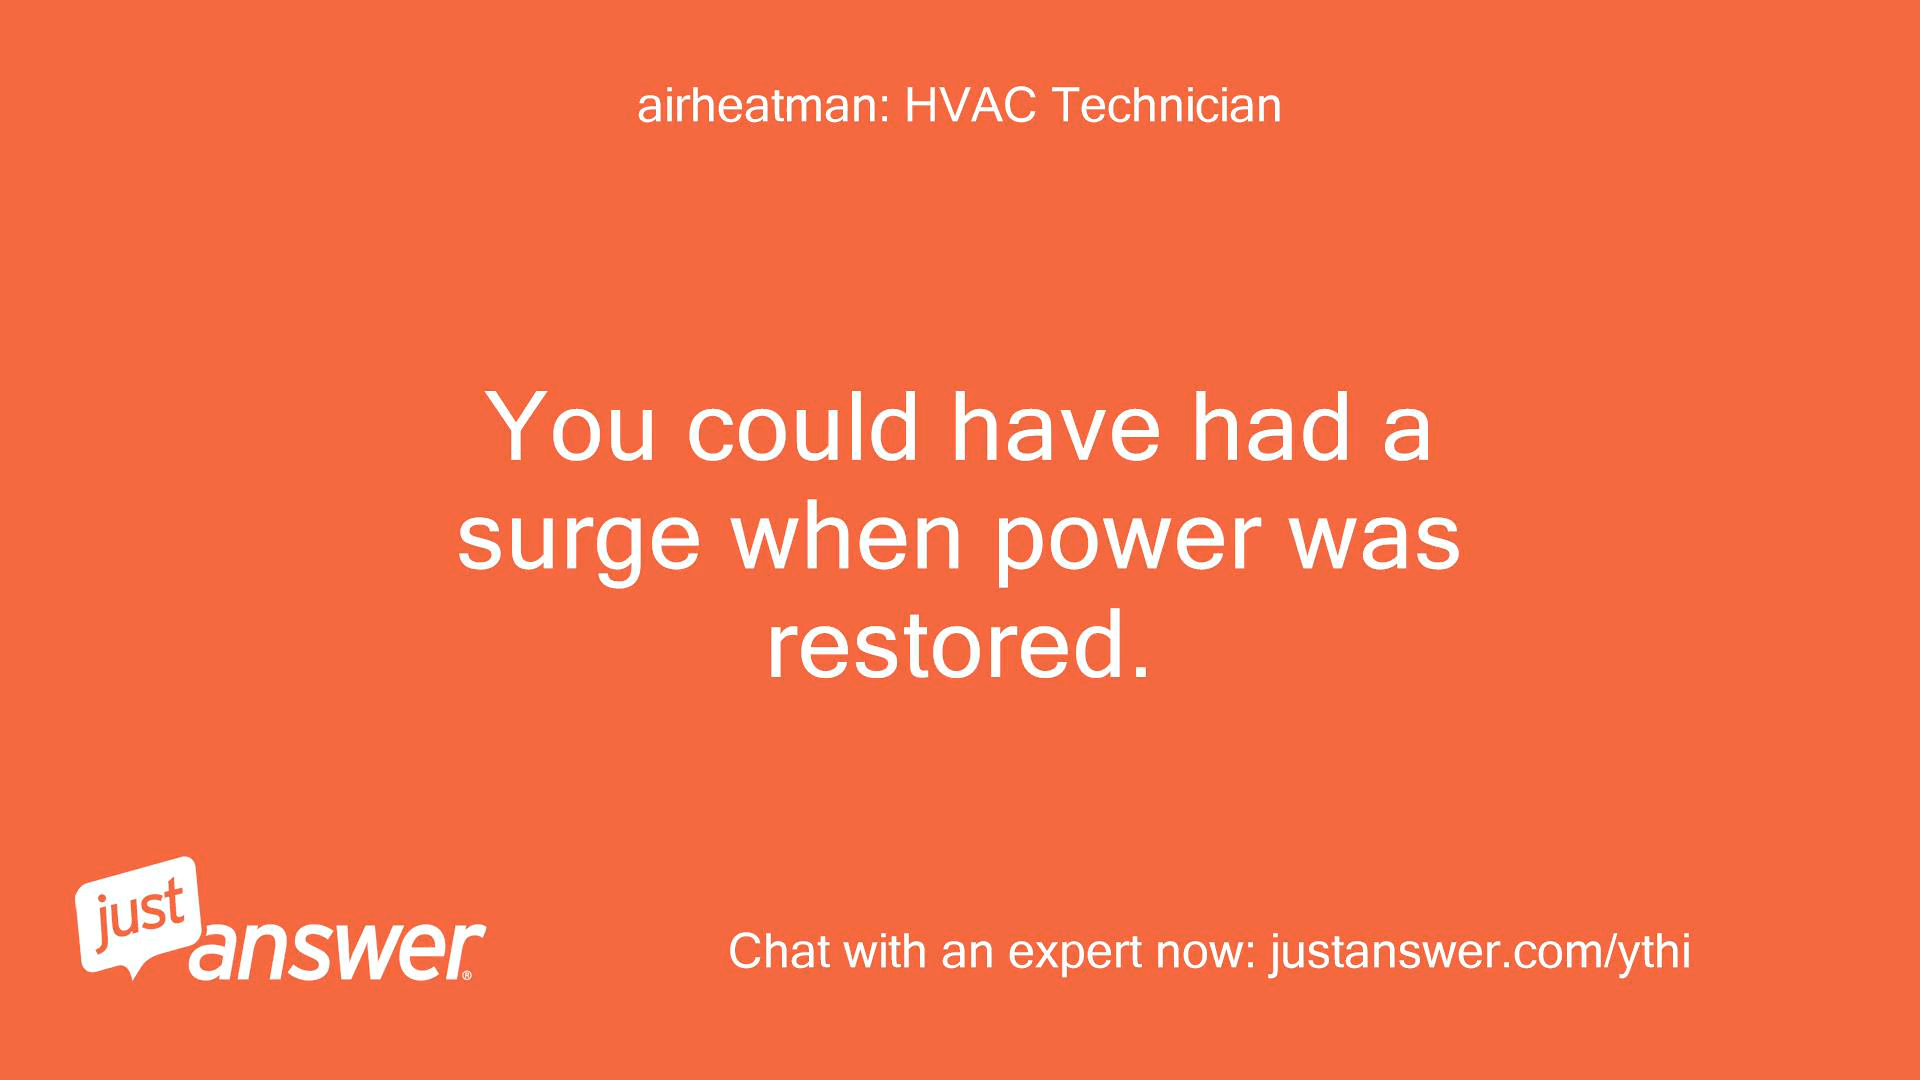 airheatman: HVAC Technician
You could have had a
surge when power was
restored.
just
answer®
Chat with an expert now: justanswer.com/ythi